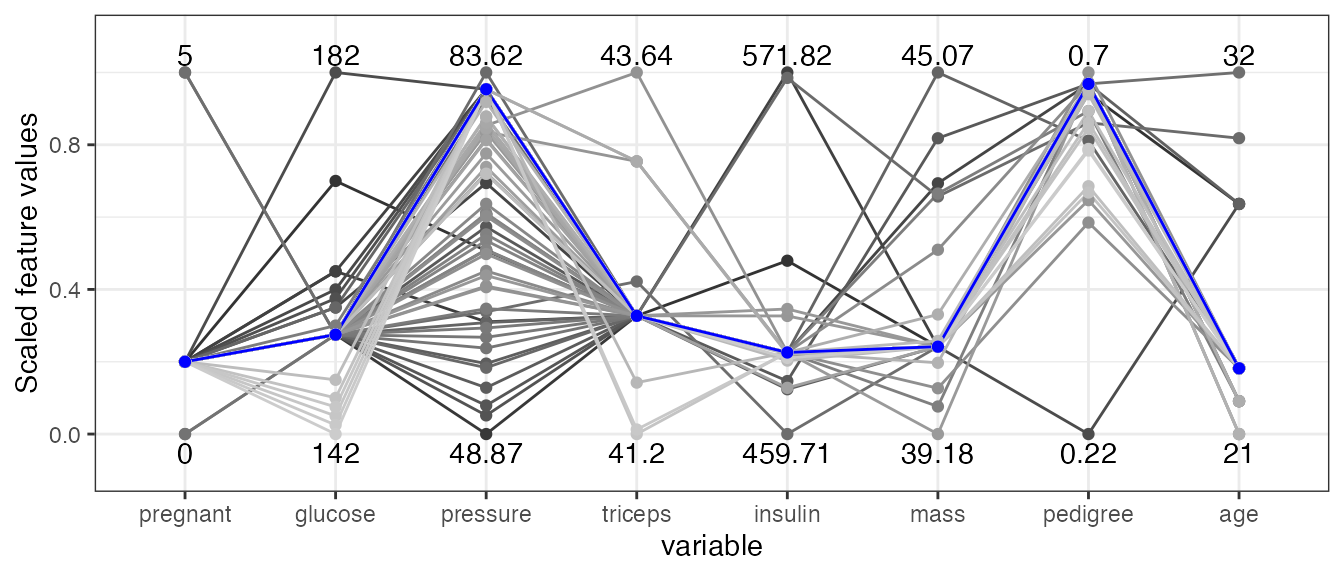 5 182 83.62 43.64 571.82 45.07 0.7 32
0.8
0.4
0.0
0 142 48.87 41.2 459.71 39.18 0.22 21
Scaled feature values
pregnant glucose pressure triceps insulin mass pedigree age
variable